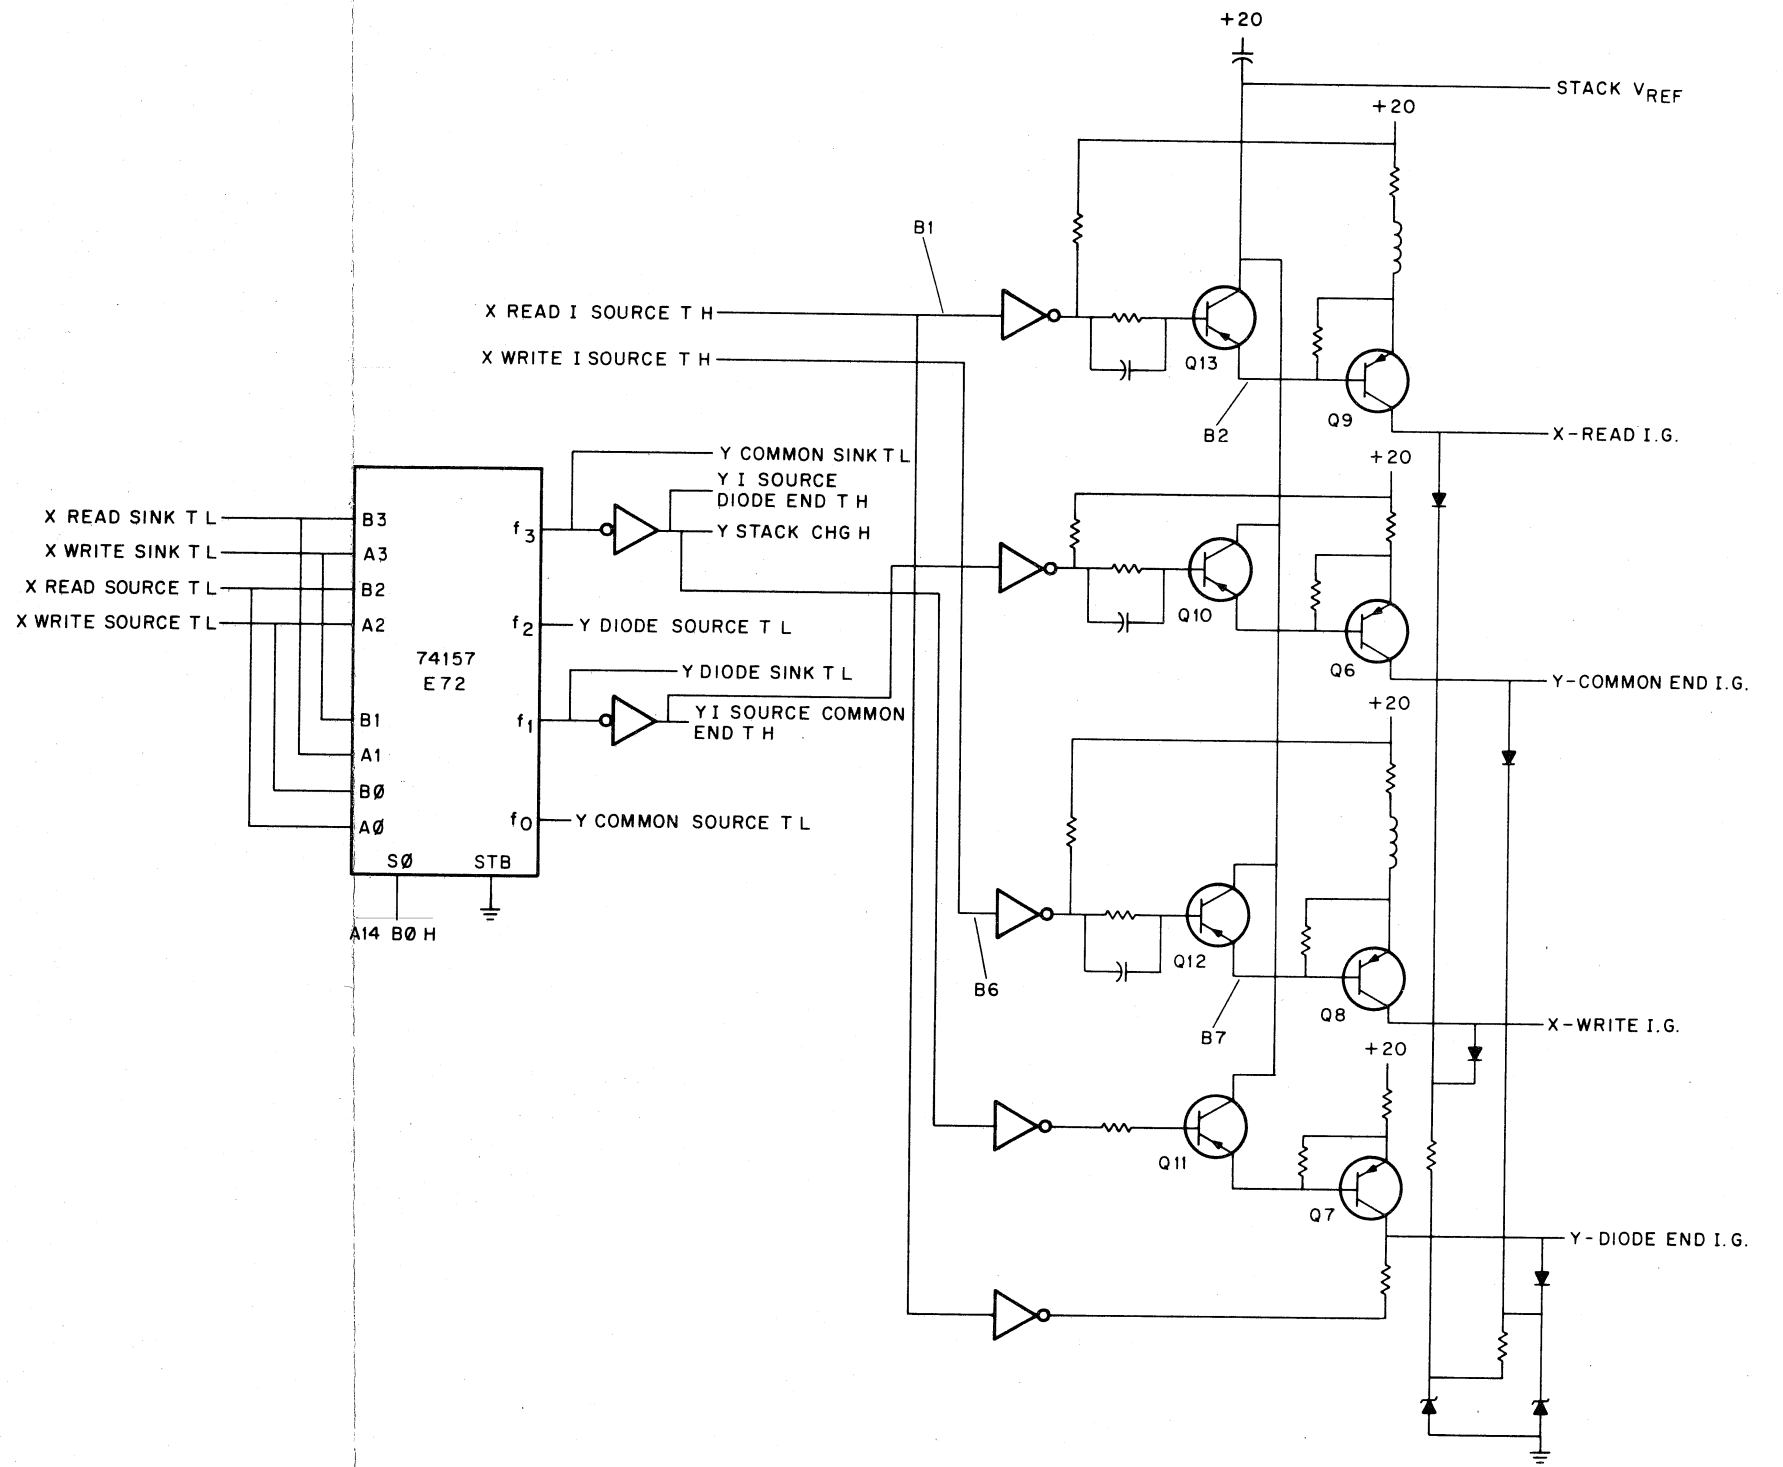 +20
STACK VREF
+20
B1
X READ I SOURCE T H
X WRITE I SOURCE T H
Q13
Q9
B2
X-READ I.G.
+20
Y COMMON SINK T L
Y I SOURCE
DIODE END T H
Y STACK CHG H
X READ SINK T L
X WRITE SINK T L
X READ SOURCE T L
X WRITE SOURCE T L
B3
A3
B2
A2
B1
A1
BØ
AØ
f3
f2
f1
fO
74157
E72
SØ
STB
A14 BØ H
Y DIODE SOURCE T L
Y DIODE SINK T L
Y I SOURCE COMMON
END T H
Y COMMON SOURCE T L
Q10
Q6
Y-COMMON END I.G.
+20
Q12
B6
Q8
B7
X-WRITE I.G.
+20
Q11
Q7
Y-DIODE END I.G.